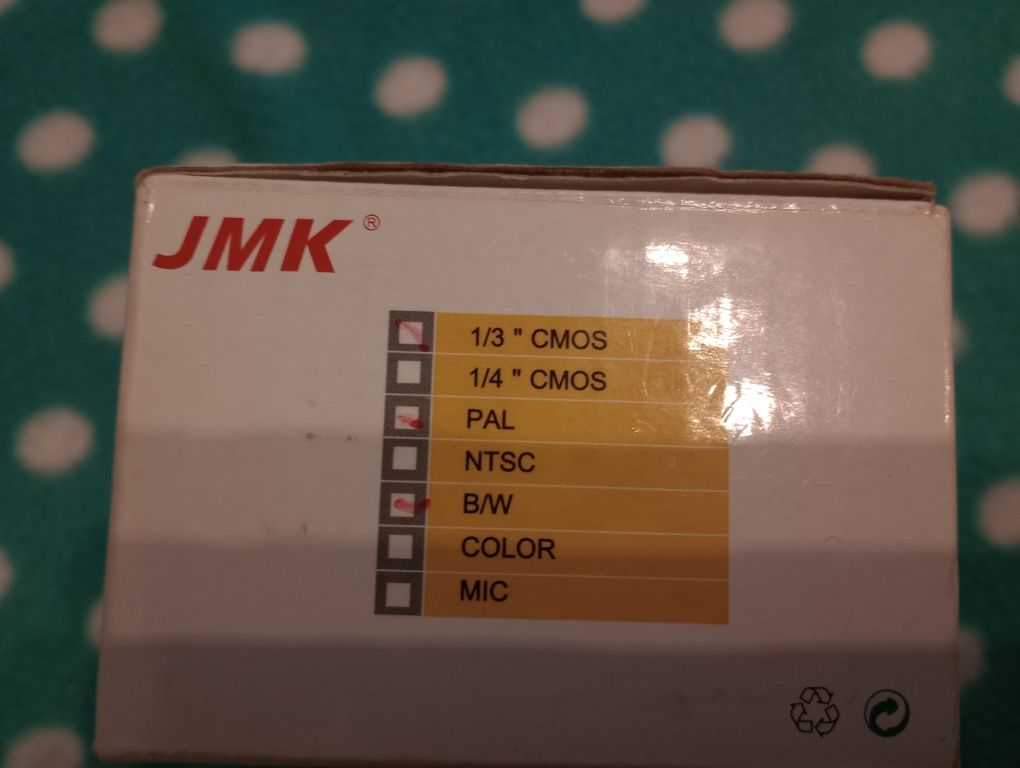 JMK®
1/3 " CMOS
1/4 " CMOS
PAL
NTSC
B/W
COLOR
MIC